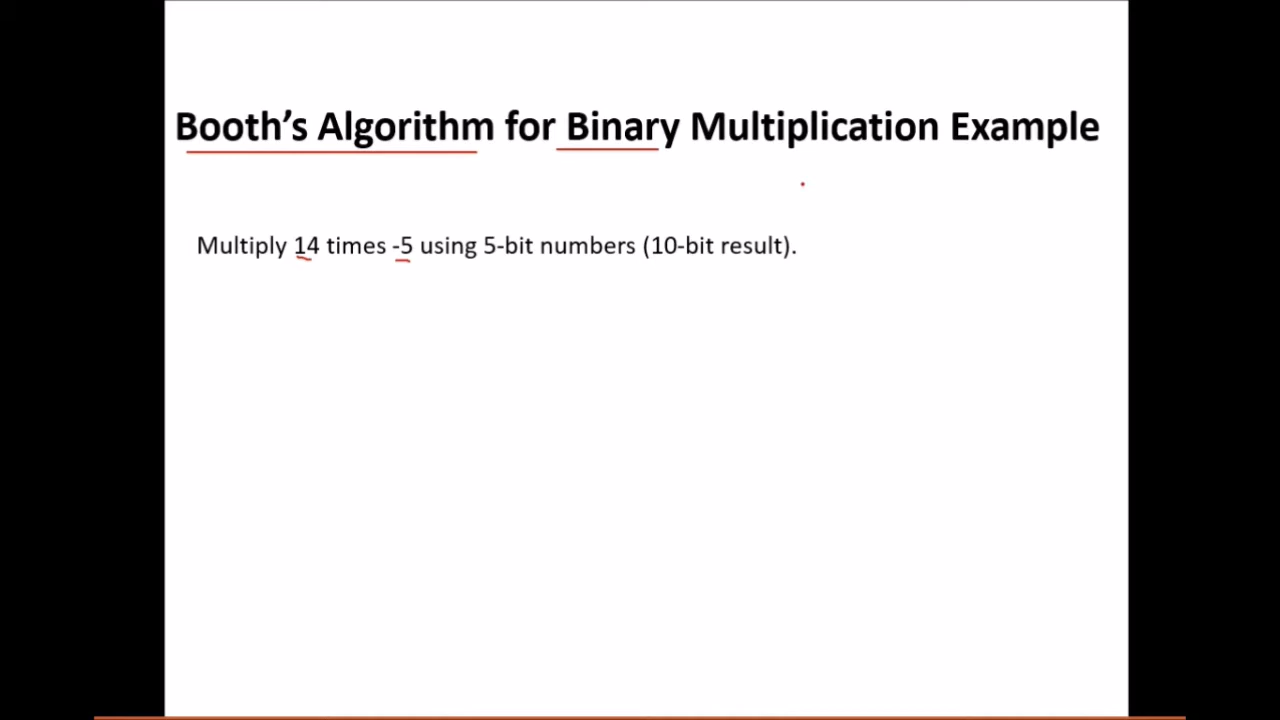 Booth’s Algorithm for Binary Multiplication Example
Multiply 14 times -5 using 5-bit numbers (10-bit result).